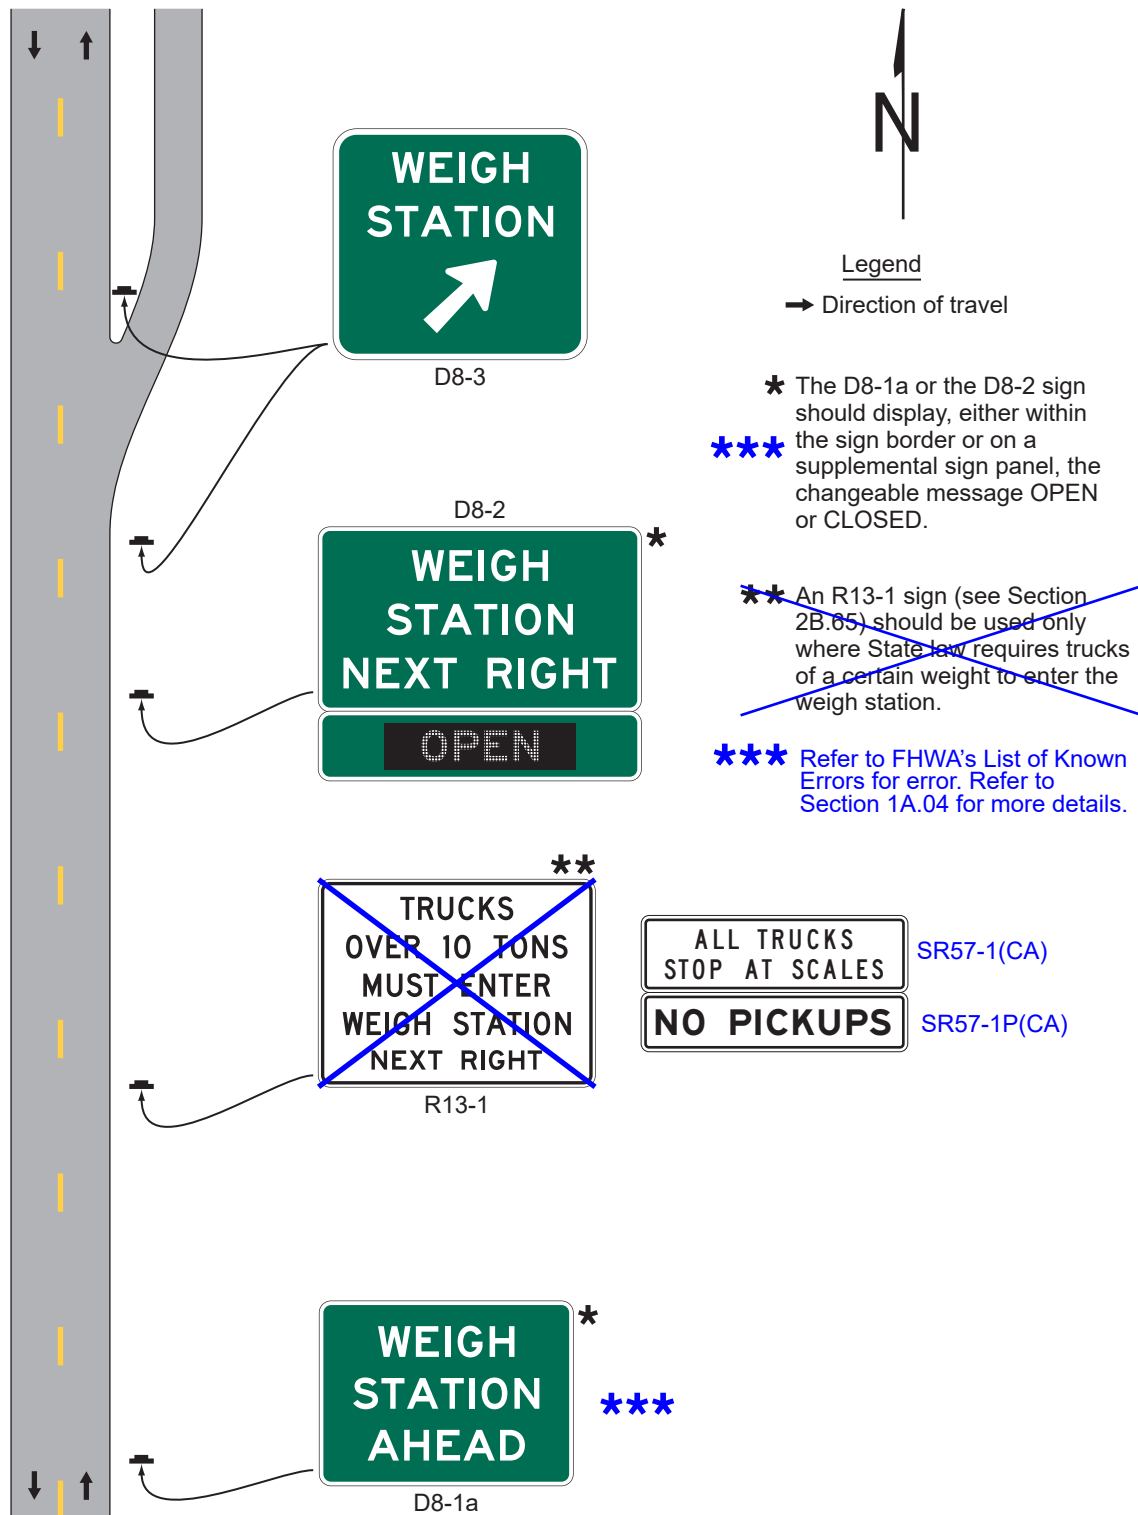 N
Legend
Direction of travel
WEIGH
STATION
D8-3
* The D8-1a or the D8-2 sign
should display, either within
*** the sign border or on a
supplemental sign panel, the
changeable message OPEN
or CLOSED.
D8-2
*
WEIGH
STATION
NEXT RIGHT
OPEN
** An R13-1 sign (see Section
2B.65) should be used only
where State law requires trucks
of a certain weight to enter the
weigh station.
*** Refer to FHWA's List of Known
Errors for error. Refer to
Section 1A.04 for more details.
**
TRUCKS
OVER 10 TONS
MUST ENTER
WEIGH STATION
NEXT RIGHT
R13-1
ALL TRUCKS
STOP AT SCALES
SR57-1(CA)
NO PICKUPS
SR57-1P(CA)
*
WEIGH
STATION
AHEAD
***
D8-1a